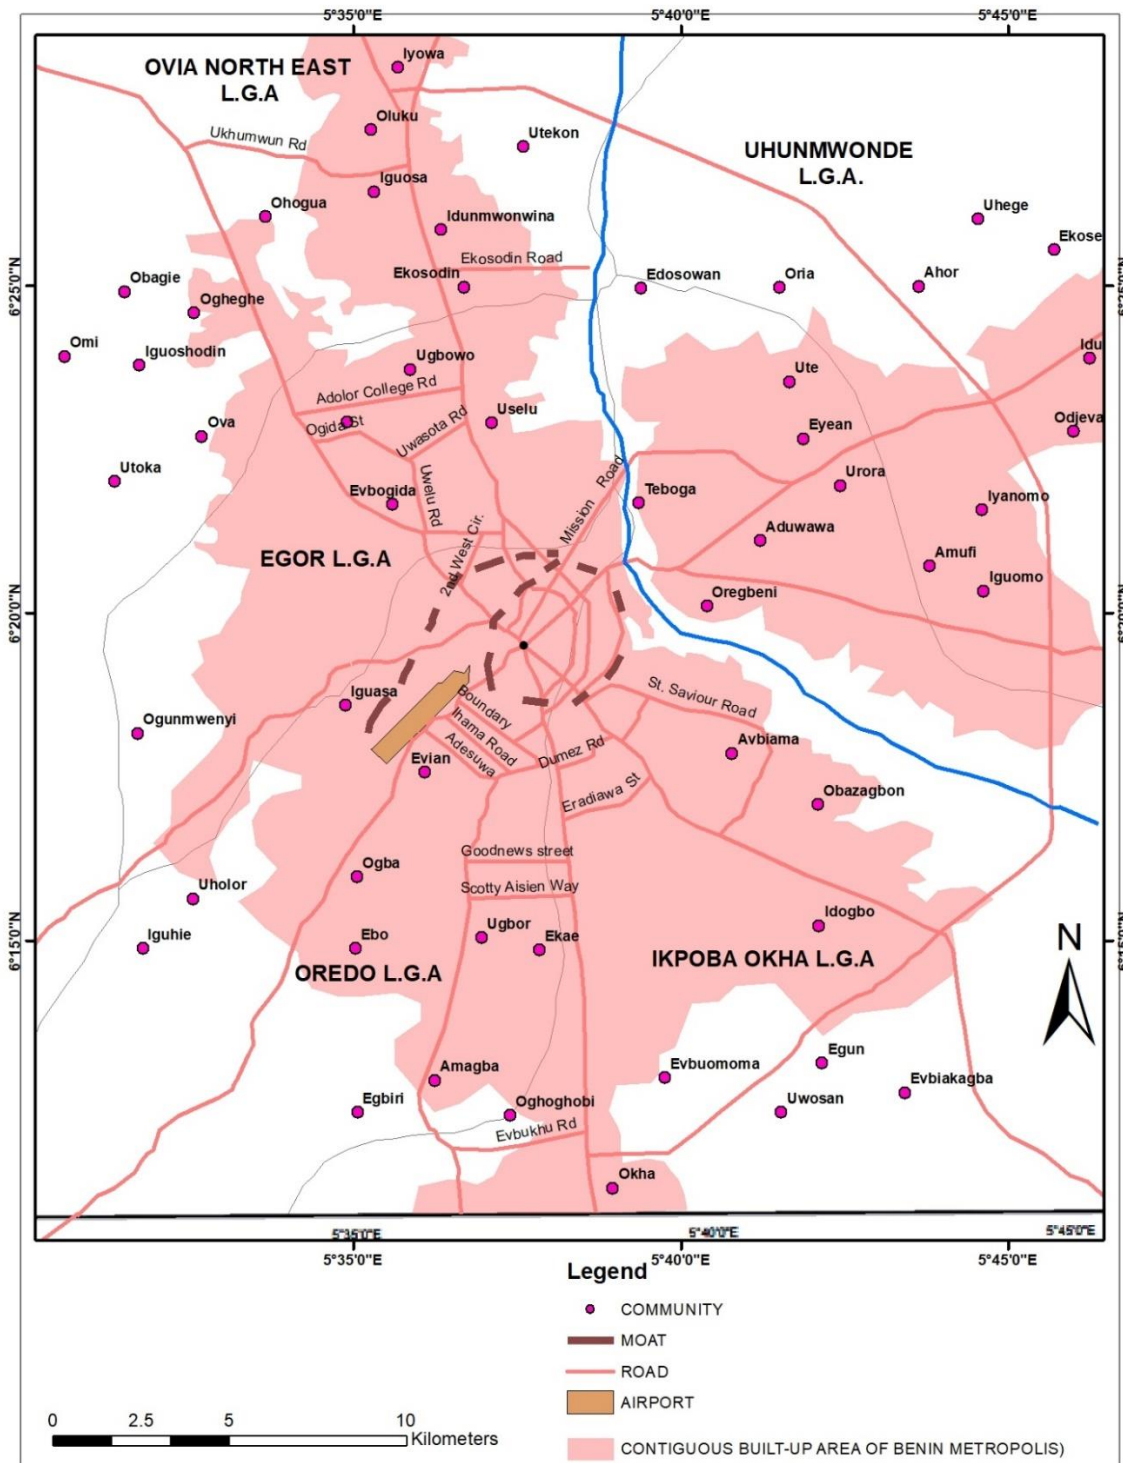 5°35'0"E
5°40'0"E
5°45'0"E
Iyowa
OVIA NORTH EAST
L.G.A
Oluku
Ukhumwun Rd
Utekon
UHUNMWONDE
L.G.A.
Iguosa
Ohogua
Uhege
Idunmwonwina
Ekose
Ekosodin Road
Ekosodin
6°25'0"N
Edosowan
Oria
Ahor
Obagie
Ogheghe
Omi
Iguoshodin
Idu
Ugbowo
Ute
Adolor College Rd
Uselu
Ogida St
Uwasota Rd
Ova
Eyean
Odjeva
Utoka
Urora
Mission Road
Evbogida
Uwelu Rd
Teboga
Iyanomo
Aduwawa
2nd West Cir.
EGOR L.G.A
Amufi
Iguomo
Oregbeni
6°20'0"N
Iguasa
Boundary
St. Saviour Road
Ogunmwenyi
Ihama Road
Adesuwa
Dumez Rd
Avbiama
Evian
Eradiawa St
Obazagbon
Goodnews street
Ogba
Scotty Aisien Way
Uholor
Idogbo
Iguhie
Ebo
Ugbor
Ekae
6°15'0"N
OREDO L.G.A
IKPOBA OKHA L.G.A
N
Amagba
Evbuomoma
Egun
Evbiakagba
Egbiri
Oghoghobi
Uwosan
Evbukhu Rd
Okha
5°35'0"E
5°40'0"E
5°45'0"E
5°35'0"E
5°40'0"E
5°45'0"E
Legend
COMMUNITY
MOAT
ROAD
AIRPORT
CONTIGUOUS BUILT-UP AREA OF BENIN METROPOLIS)
0 2.5 5 10
Kilometers